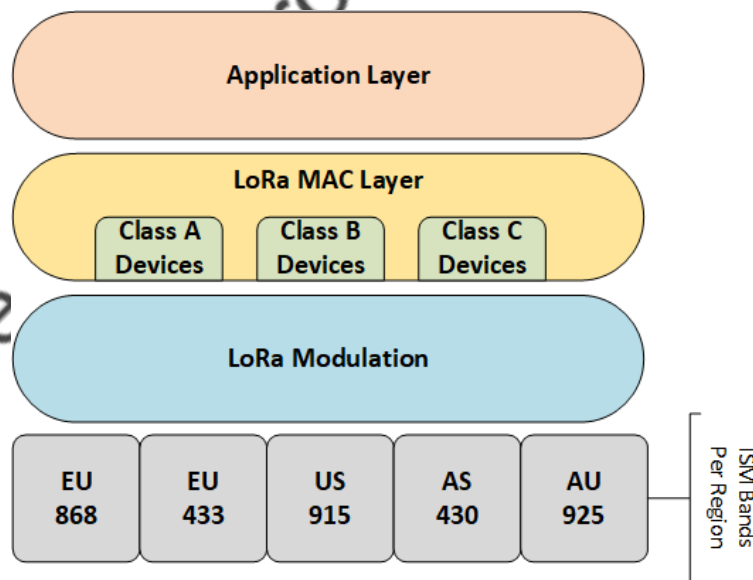 Application Layer
LoRa MAC Layer
Class A
Devices
Class B
Devices
Class C
Devices
LoRa Modulation
EU
868
EU
433
US
915
AS
430
AU
925
ISM Bands
Per Region